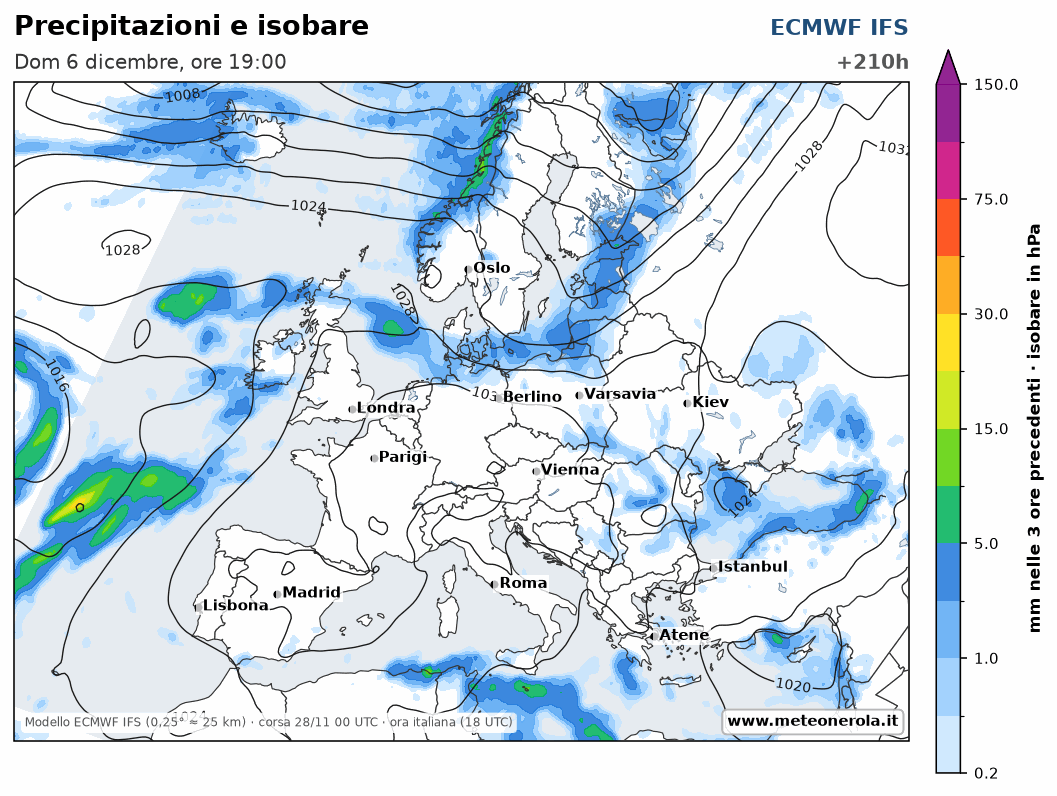 Precipitazioni e isobare
ECMWF IFS
Dom 6 dicembre, ore 19:00
+210h
1008
150.0
1028
1024
75.0
1028
Oslo
1028
30.0
1016
Berlino
Varsavia
Kiev
Londra
15.0
Parigi
Vienna
1024
5.0
Istanbul
Roma
Madrid
Lisbona
Atene
1.0
1020
Modello ECMWF IFS (0,25° ≈ 25 km) · corsa 28/11 00 UTC · ora italiana (18 UTC)
www.meteonerola.it
0.2
mm nelle 3 ore precedenti · isobare in hPa